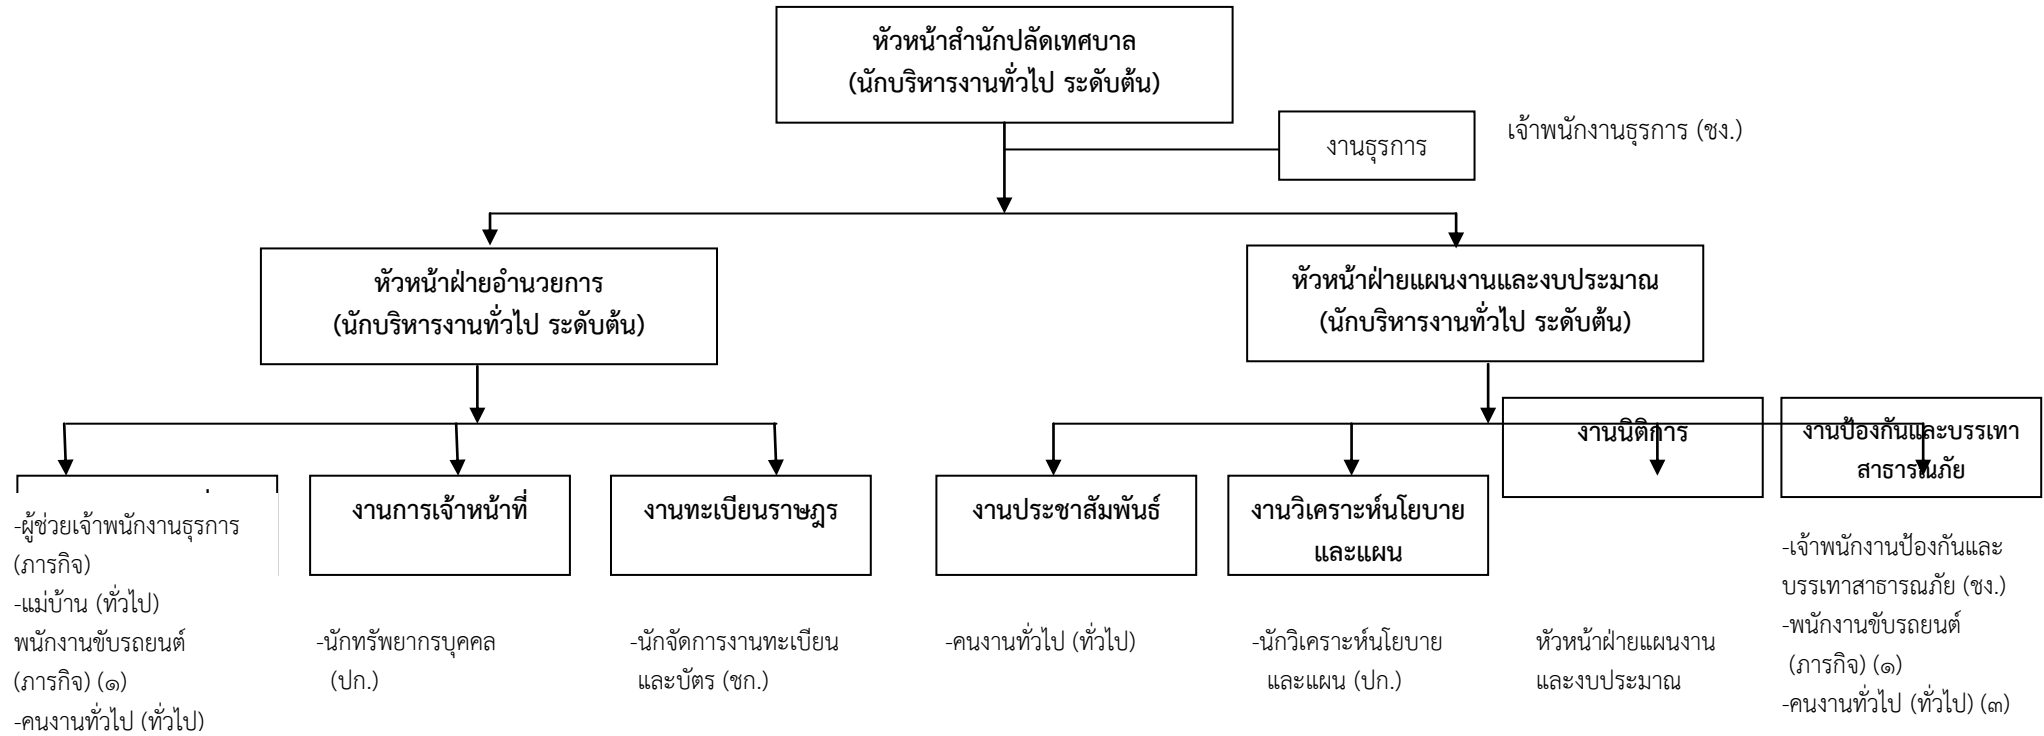 หัวหน้าสำนักปลัดเทศบาล
(นักบริหารงานทั่วไป ระดับต้น)
งานธุรการ
เจ้าพนักงานธุรการ (ชง.)
หัวหน้าฝ่ายอำนวยการ
(นักบริหารงานทั่วไป ระดับต้น)
หัวหน้าฝ่ายแผนงานและงบประมาณ
(นักบริหารงานทั่วไป ระดับต้น)
-ผู้ช่วยเจ้าพนักงานธุรการ
(ภารกิจ)
-แม่บ้าน (ทั่วไป)
พนักงานขับรถยนต์
(ภารกิจ) (๑)
-คนงานทั่วไป (ทั่วไป)
งานการเจ้าหน้าที่
-นักทรัพยากรบุคคล
(ปก.)
งานทะเบียนราษฎร
-นักจัดการงานทะเบียน
และบัตร (ชก.)
งานประชาสัมพันธ์
-คนงานทั่วไป (ทั่วไป)
งานวิเคราะห์นโยบาย
และแผน
-นักวิเคราะห์นโยบาย
และแผน (ปก.)
งานนิติการ
หัวหน้าฝ่ายแผนงาน
และงบประมาณ
งานป้องกันและบรรเทา
สาธารณภัย
-เจ้าพนักงานป้องกันและ
บรรเทาสาธารณภัย (ชง.)
-พนักงานขับรถยนต์
(ภารกิจ) (๑)
-คนงานทั่วไป (ทั่วไป) (๓)